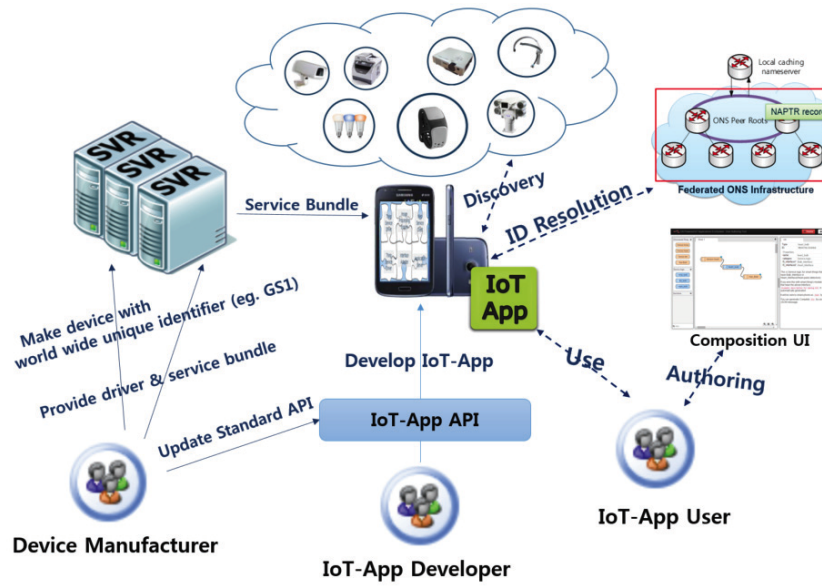 Local caching
nameserver
ONS Peer Roots
NAPTR record
Federated ONS Infrastructure
SVR
SVR
SVR
Service Bundle
Discovery
ID Resolution
IoT
App
Make device with
world wide unique identifier (eg. GS1)
Provide driver & service bundle
Composition UI
Develop IoT-App
Use
Authoring
Update Standard API
IoT-App API
Device Manufacturer
IoT-App Developer
IoT-App User